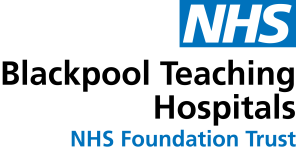 NHS
Blackpool Teaching
Hospitals
NHS Foundation Trust